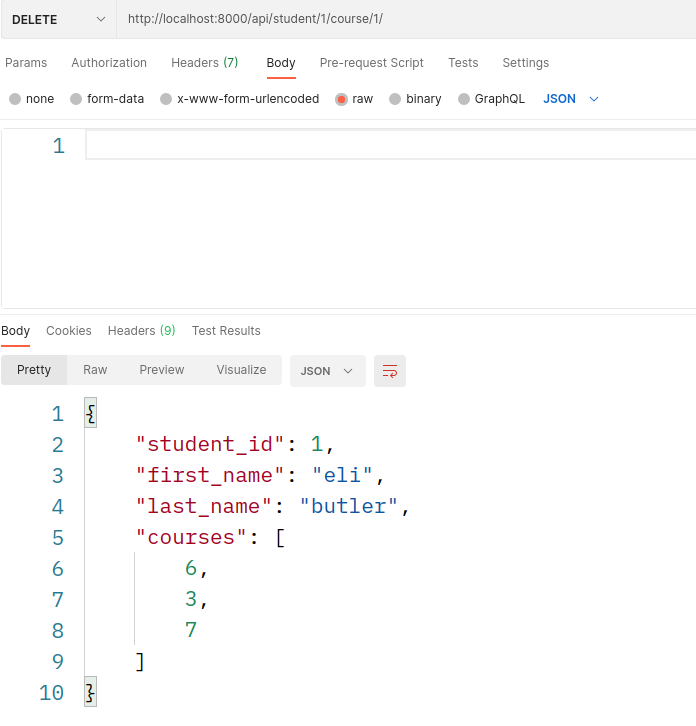 DELETE http://localhost:8000/api/student/1/course/1/
Params Authorization Headers (7) Body Pre-request Script Tests Settings
none form-data x-www-form-urlencoded raw binary GraphQL JSON
1
Body Cookies Headers (9) Test Results
Pretty Raw Preview Visualize JSON
1 {
2 "student_id": 1,
3 "first_name": "eli",
4 "last_name": "butler",
5 "courses": [
6 6,
7 3,
8 7
9 ]
10 }